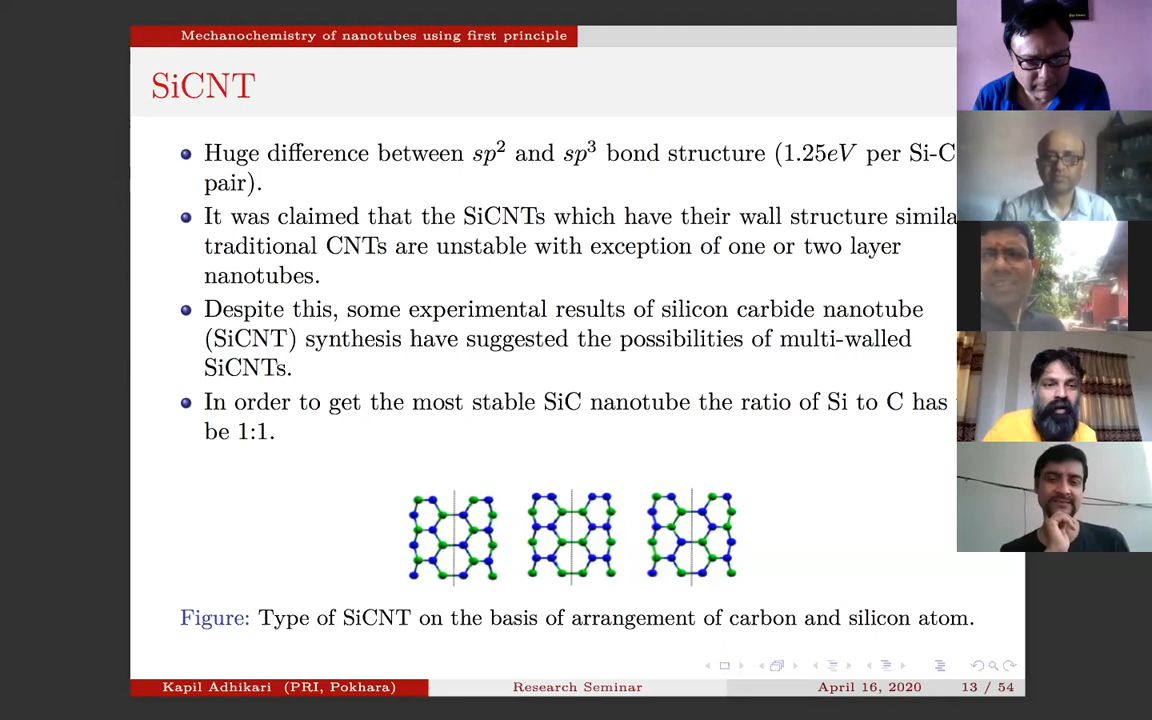 Mechanochemistry of nanotubes using first principle
SiCNT
Huge difference between sp² and sp³ bond structure (1.25eV per Si-C
pair).
It was claimed that the SiCNTs which have their wall structure simila
traditional CNTs are unstable with exception of one or two layer
nanotubes.
Despite this, some experimental results of silicon carbide nanotube
(SiCNT) synthesis have suggested the possibilities of multi-walled
SiCNTs.
In order to get the most stable SiC nanotube the ratio of Si to C has
be 1:1.
Figure: Type of SiCNT on the basis of arrangement of carbon and silicon atom.
Kapil Adhikari (PRI, Pokhara) Research Seminar April 16, 2020 13 / 54